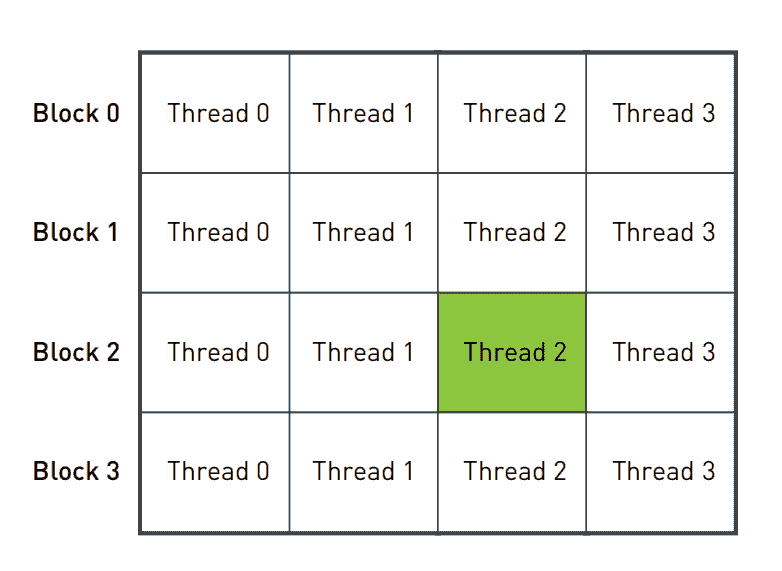 Block 0 Thread 0 Thread 1 Thread 2 Thread 3
Block 1 Thread 0 Thread 1 Thread 2 Thread 3
Block 2 Thread 0 Thread 1 Thread 2 Thread 3
Block 3 Thread 0 Thread 1 Thread 2 Thread 3